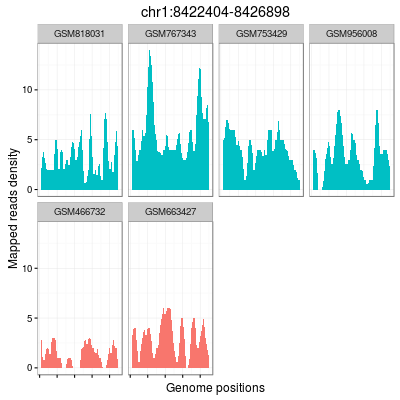 chr1:8422404-8426898
GSM818031 GSM767343 GSM753429 GSM956008
10
5
0
GSM466732 GSM663427
10
5
0
Mapped reads density
Genome positions